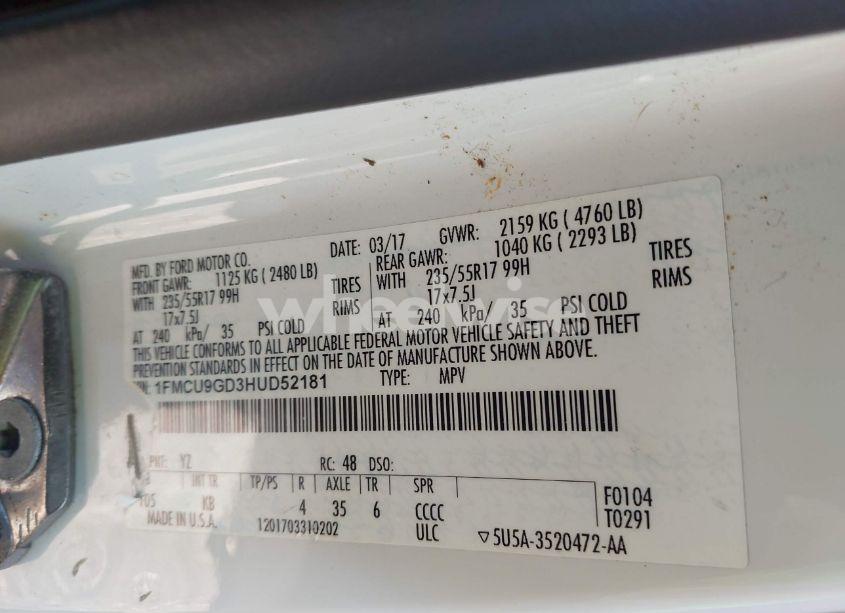 MFD. BY FORD MOTOR CO. DATE: 03/17 GVWR: 2159 KG ( 4760 LB)
FRONT GAWR: 1125 KG ( 2480 LB) REAR GAWR: 1040 KG ( 2293 LB)
WITH 235/55R17 99H TIRES WITH 235/55R17 99H TIRES
17x7.5J RIMS 17x7.5J RIMS
AT 240 kPa/ 35 PSI COLD AT 240 kPa/ 35 PSI COLD
THIS VEHICLE CONFORMS TO ALL APPLICABLE FEDERAL MOTOR VEHICLE SAFETY AND THEFT
PREVENTION STANDARDS IN EFFECT ON THE DATE OF MANUFACTURE SHOWN ABOVE.
1FMCU9GD3HUD52181 TYPE: MPV
PNT: YZ RC: 48 DSO:
INT TR TP/PS R AXLE TR SPR
KB 4 35 6 CCCC F0104
MADE IN U.S.A. 1201703310202 ULC T0291
▽5U5A-3520472-AA
wheelwise